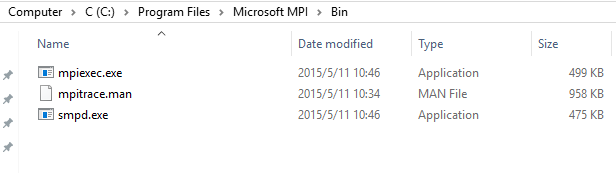 Computer > C (C:) > Program Files > Microsoft MPI > Bin
Name Date modified Type Size
mpiexec.exe 2015/5/11 10:46 Application 499 KB
mpitrace.man 2015/5/11 10:34 MAN File 958 KB
smpd.exe 2015/5/11 10:46 Application 475 KB